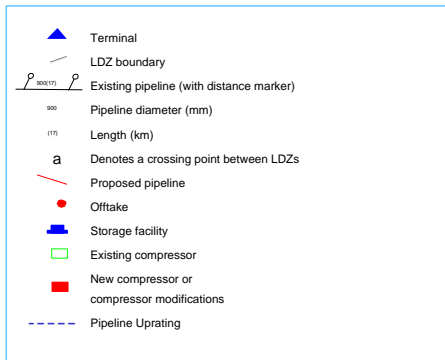 Terminal
LDZ boundary
900(17) Existing pipeline (with distance marker)
900 Pipeline diameter (mm)
(17) Length (km)
a Denotes a crossing point between LDZs
Proposed pipeline
Offtake
Storage facility
Existing compressor
New compressor or
compressor modifications
Pipeline Uprating